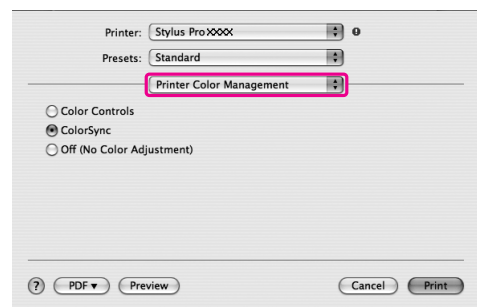 Printer: Stylus Pro XXXX
Presets: Standard
Printer Color Management
Color Controls
ColorSync
Off (No Color Adjustment)
? PDF▼ Preview Cancel Print